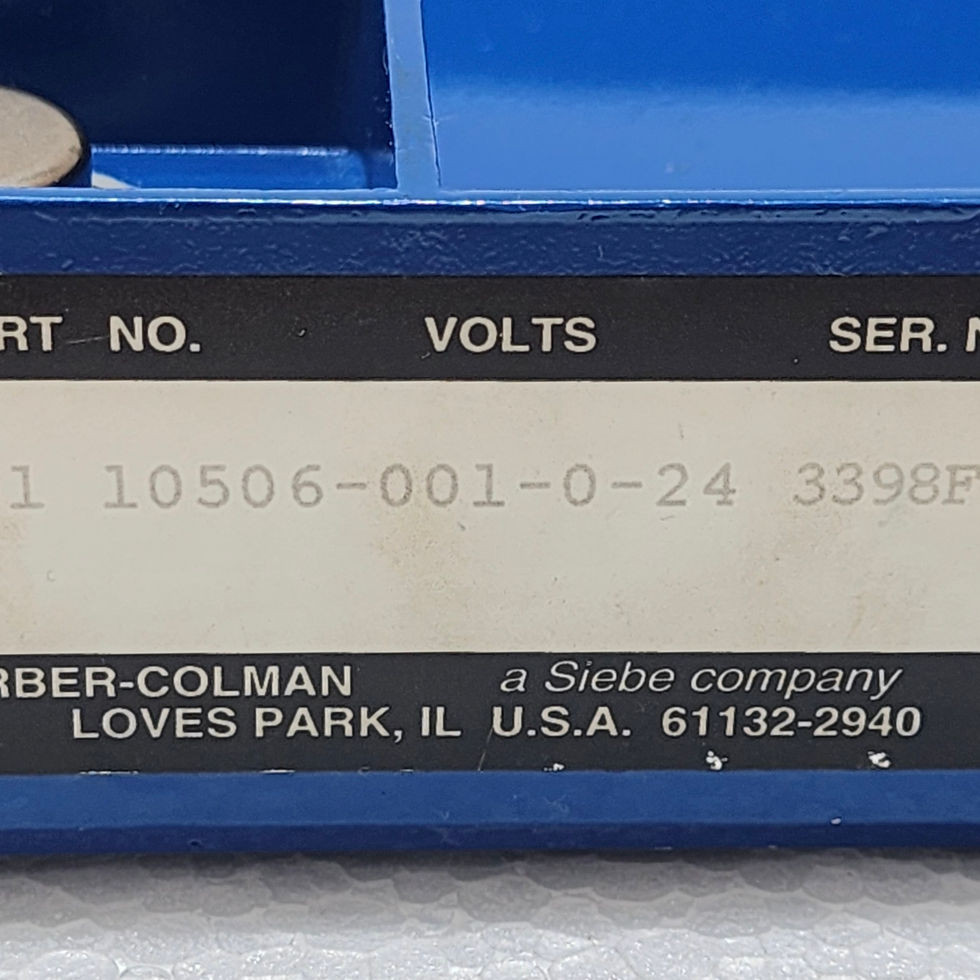 RT NO. VOLTS SER. N
1 10506-001-0-24 3398F
RBER-COLMAN a Siebe company
LOVES PARK, IL U.S.A. 61132-2940